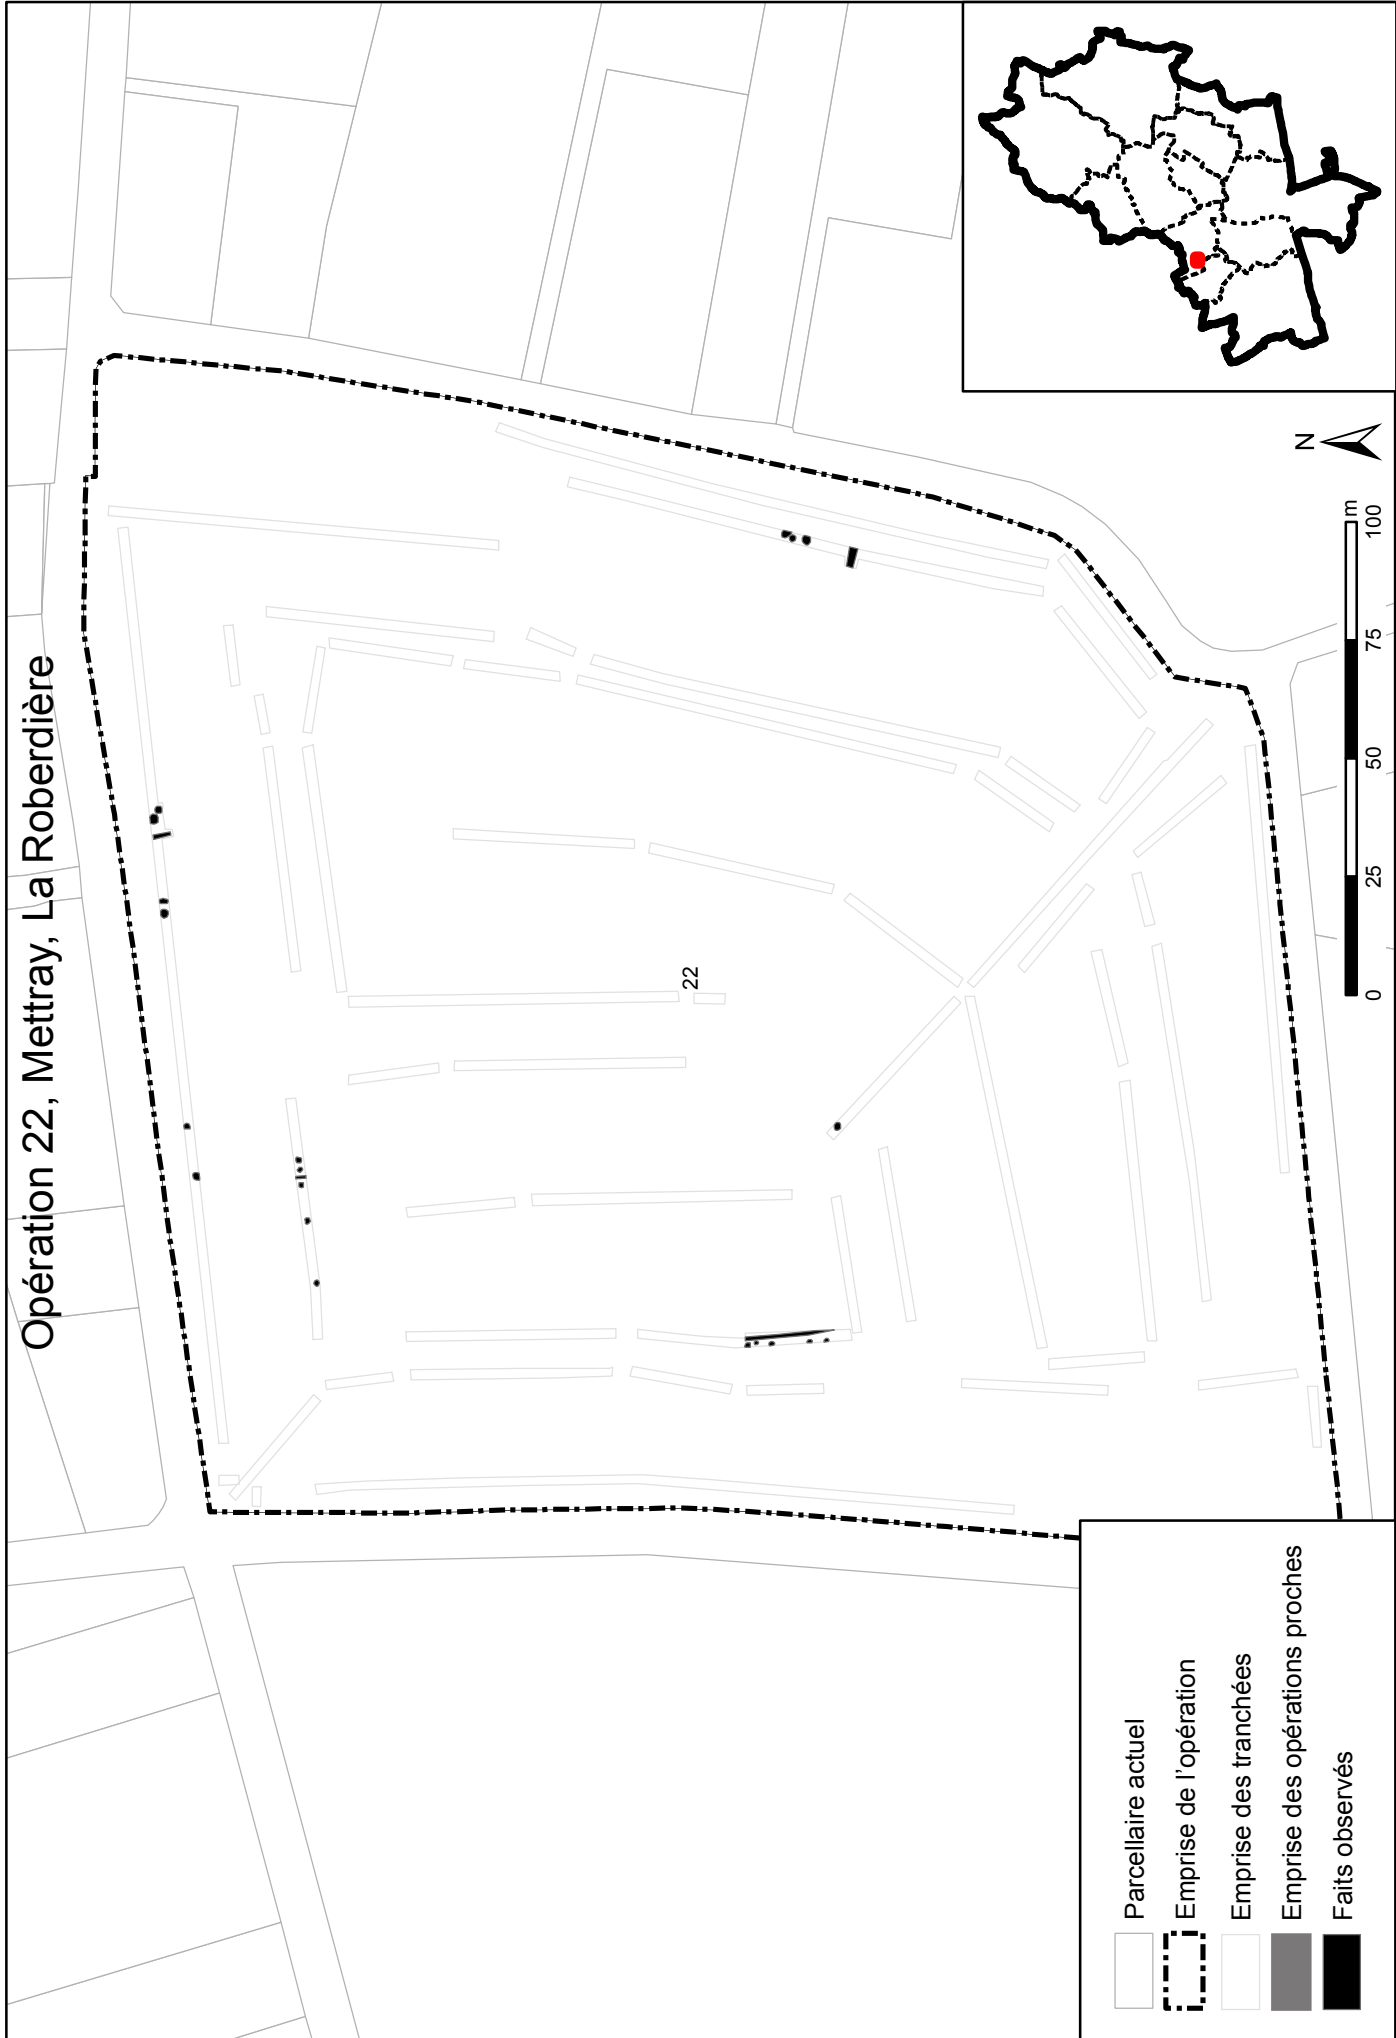 Opération 22, Mettray, La Roberdière
22
N
0 25 50 75 100 m
Parcellaire actuel
Emprise de l'opération
Emprise des tranchées
Emprise des opérations proches
Faits observés